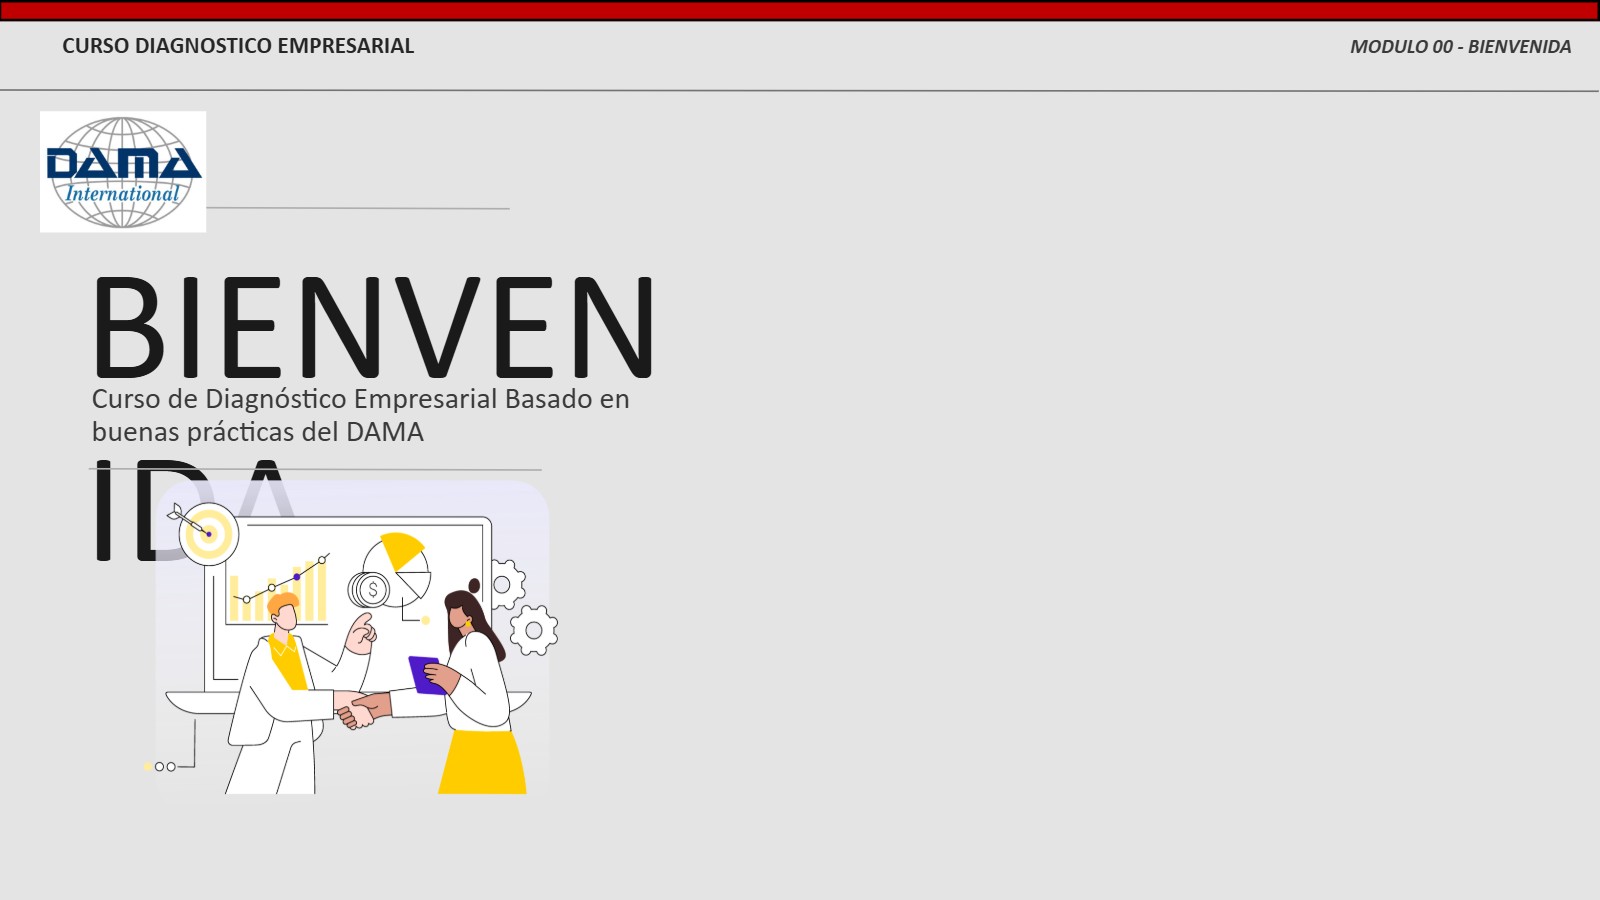 CURSO DIAGNOSTICO EMPRESARIAL
MODULO 00 - BIENVENIDA
DAMA
International
BIENVEN
IDA
Curso de Diagnóstico Empresarial Basado en
buenas prácticas del DAMA
$